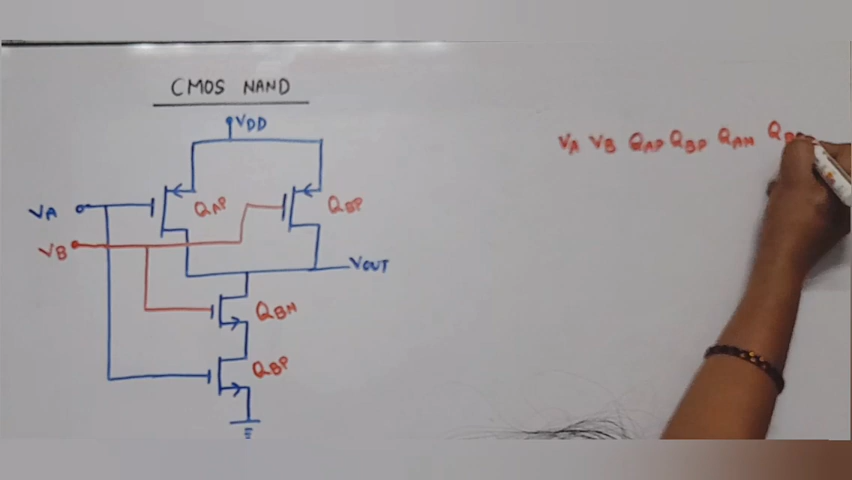 CMOS NAND
VDD
VA VB QAP QBP QAN
VA
QAP
QBP
VB
VOUT
QBN
QBP